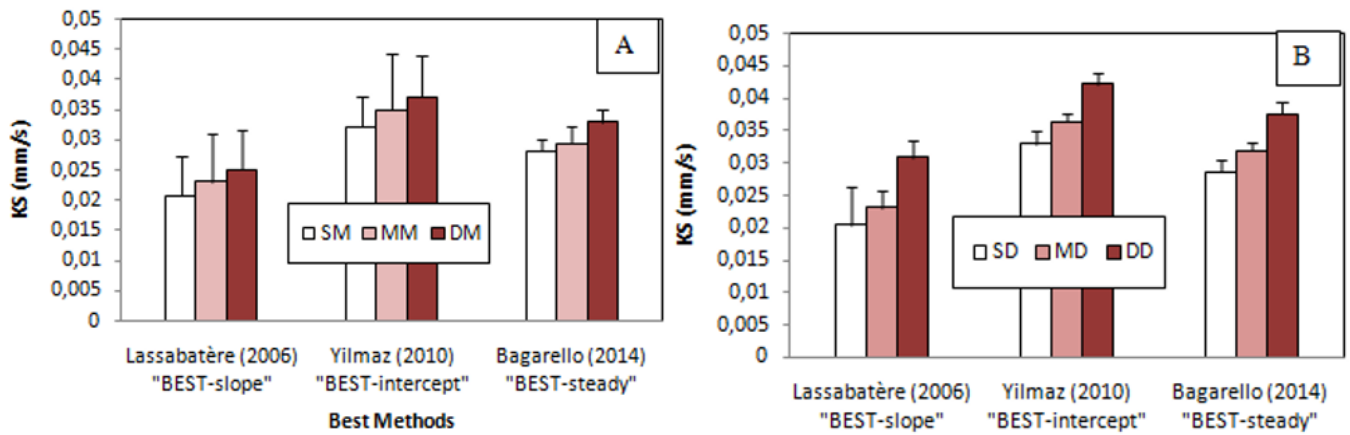 A
KS (mm/s)
0,05
0,045
0,04
0,035
0,03
0,025
0,02
0,015
0,01
0,005
0
SM MM DM
Lassabatère (2006) Yilmaz (2010) Bagarello (2014)
"BEST-slope" "BEST-intercept" "BEST-steady"
Best Methods
B
KS (mm/s)
0,05
0,045
0,04
0,035
0,03
0,025
0,02
0,015
0,01
0,005
0
SD MD DD
Lassabatère (2006) Yilmaz (2010) Bagarello (2014)
"BEST-slope" "BEST-intercept" "BEST-steady"